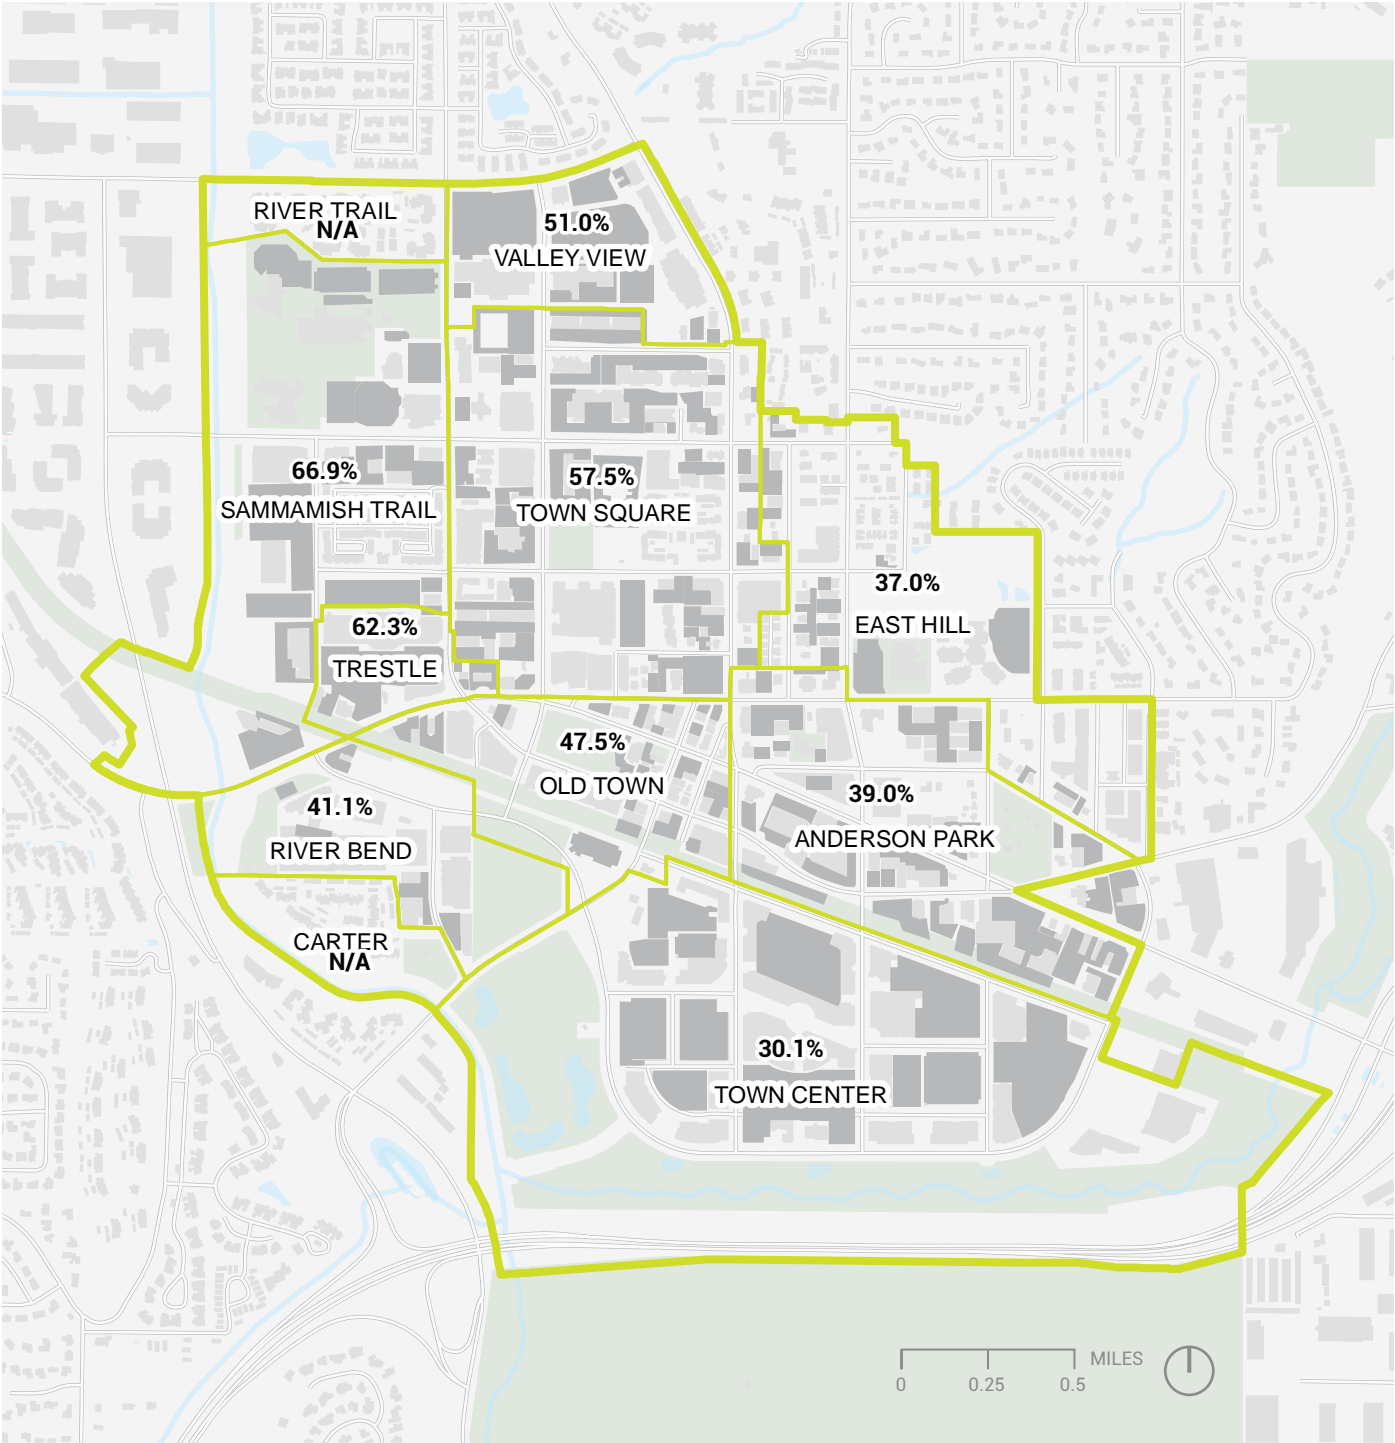 RIVER TRAIL
N/A
51.0%
VALLEY VIEW
66.9%
SAMMAMISH TRAIL
57.5%
TOWN SQUARE
37.0%
EAST HILL
62.3%
TRESTLE
47.5%
OLD TOWN
39.0%
ANDERSON PARK
41.1%
RIVER BEND
CARTER
N/A
30.1%
TOWN CENTER
MILES
0 0.25 0.5